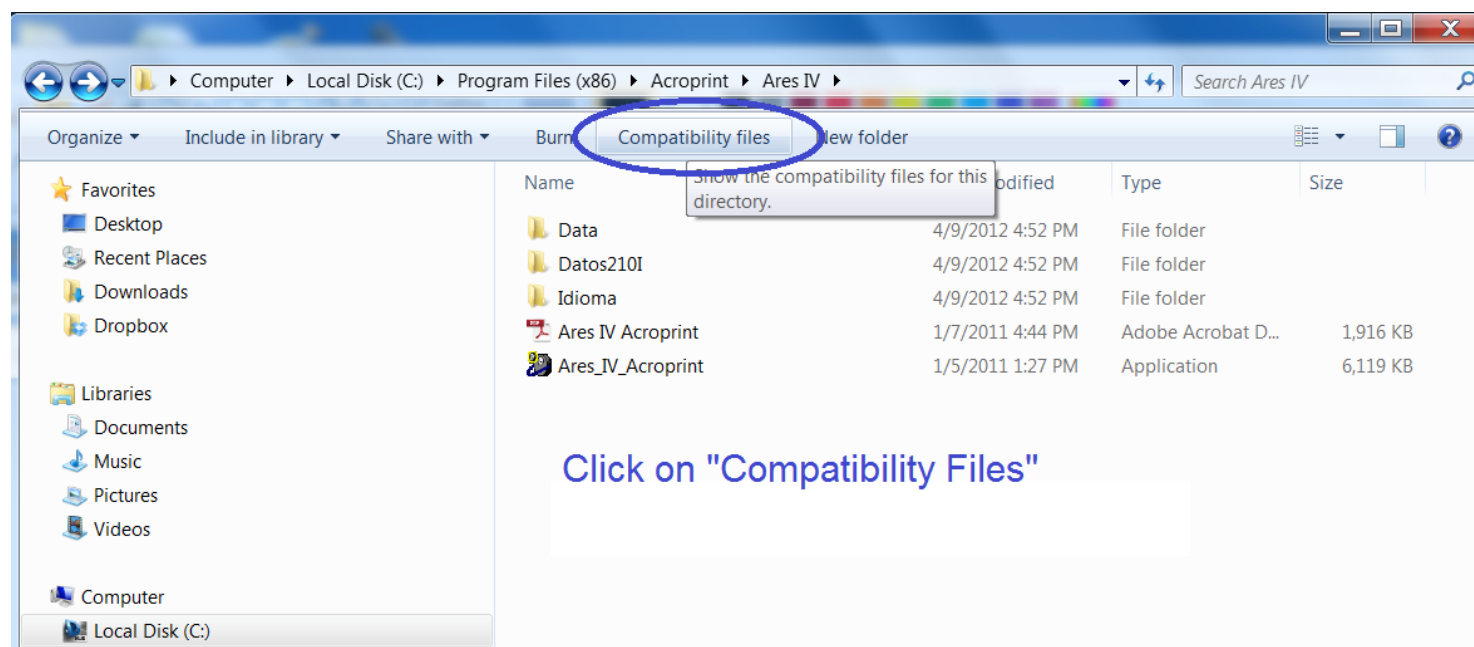 Computer Local Disk (C:) Program Files (x86) Acroprint Ares IV
Search Ares IV
Organize Include in library Share with Burn Compatibility files New folder
Show the compatibility files for this
directory.
Name odified Type Size
Favorites
Desktop
Recent Places
Downloads
Dropbox
Libraries
Documents
Music
Pictures
Videos
Computer
Local Disk (C:)
Data 4/9/2012 4:52 PM File folder
Datos210I 4/9/2012 4:52 PM File folder
Idioma 4/9/2012 4:52 PM File folder
Ares IV Acroprint 1/7/2011 4:44 PM Adobe Acrobat D... 1,916 KB
Ares_IV_Acroprint 1/5/2011 1:27 PM Application 6,119 KB
Click on "Compatibility Files"